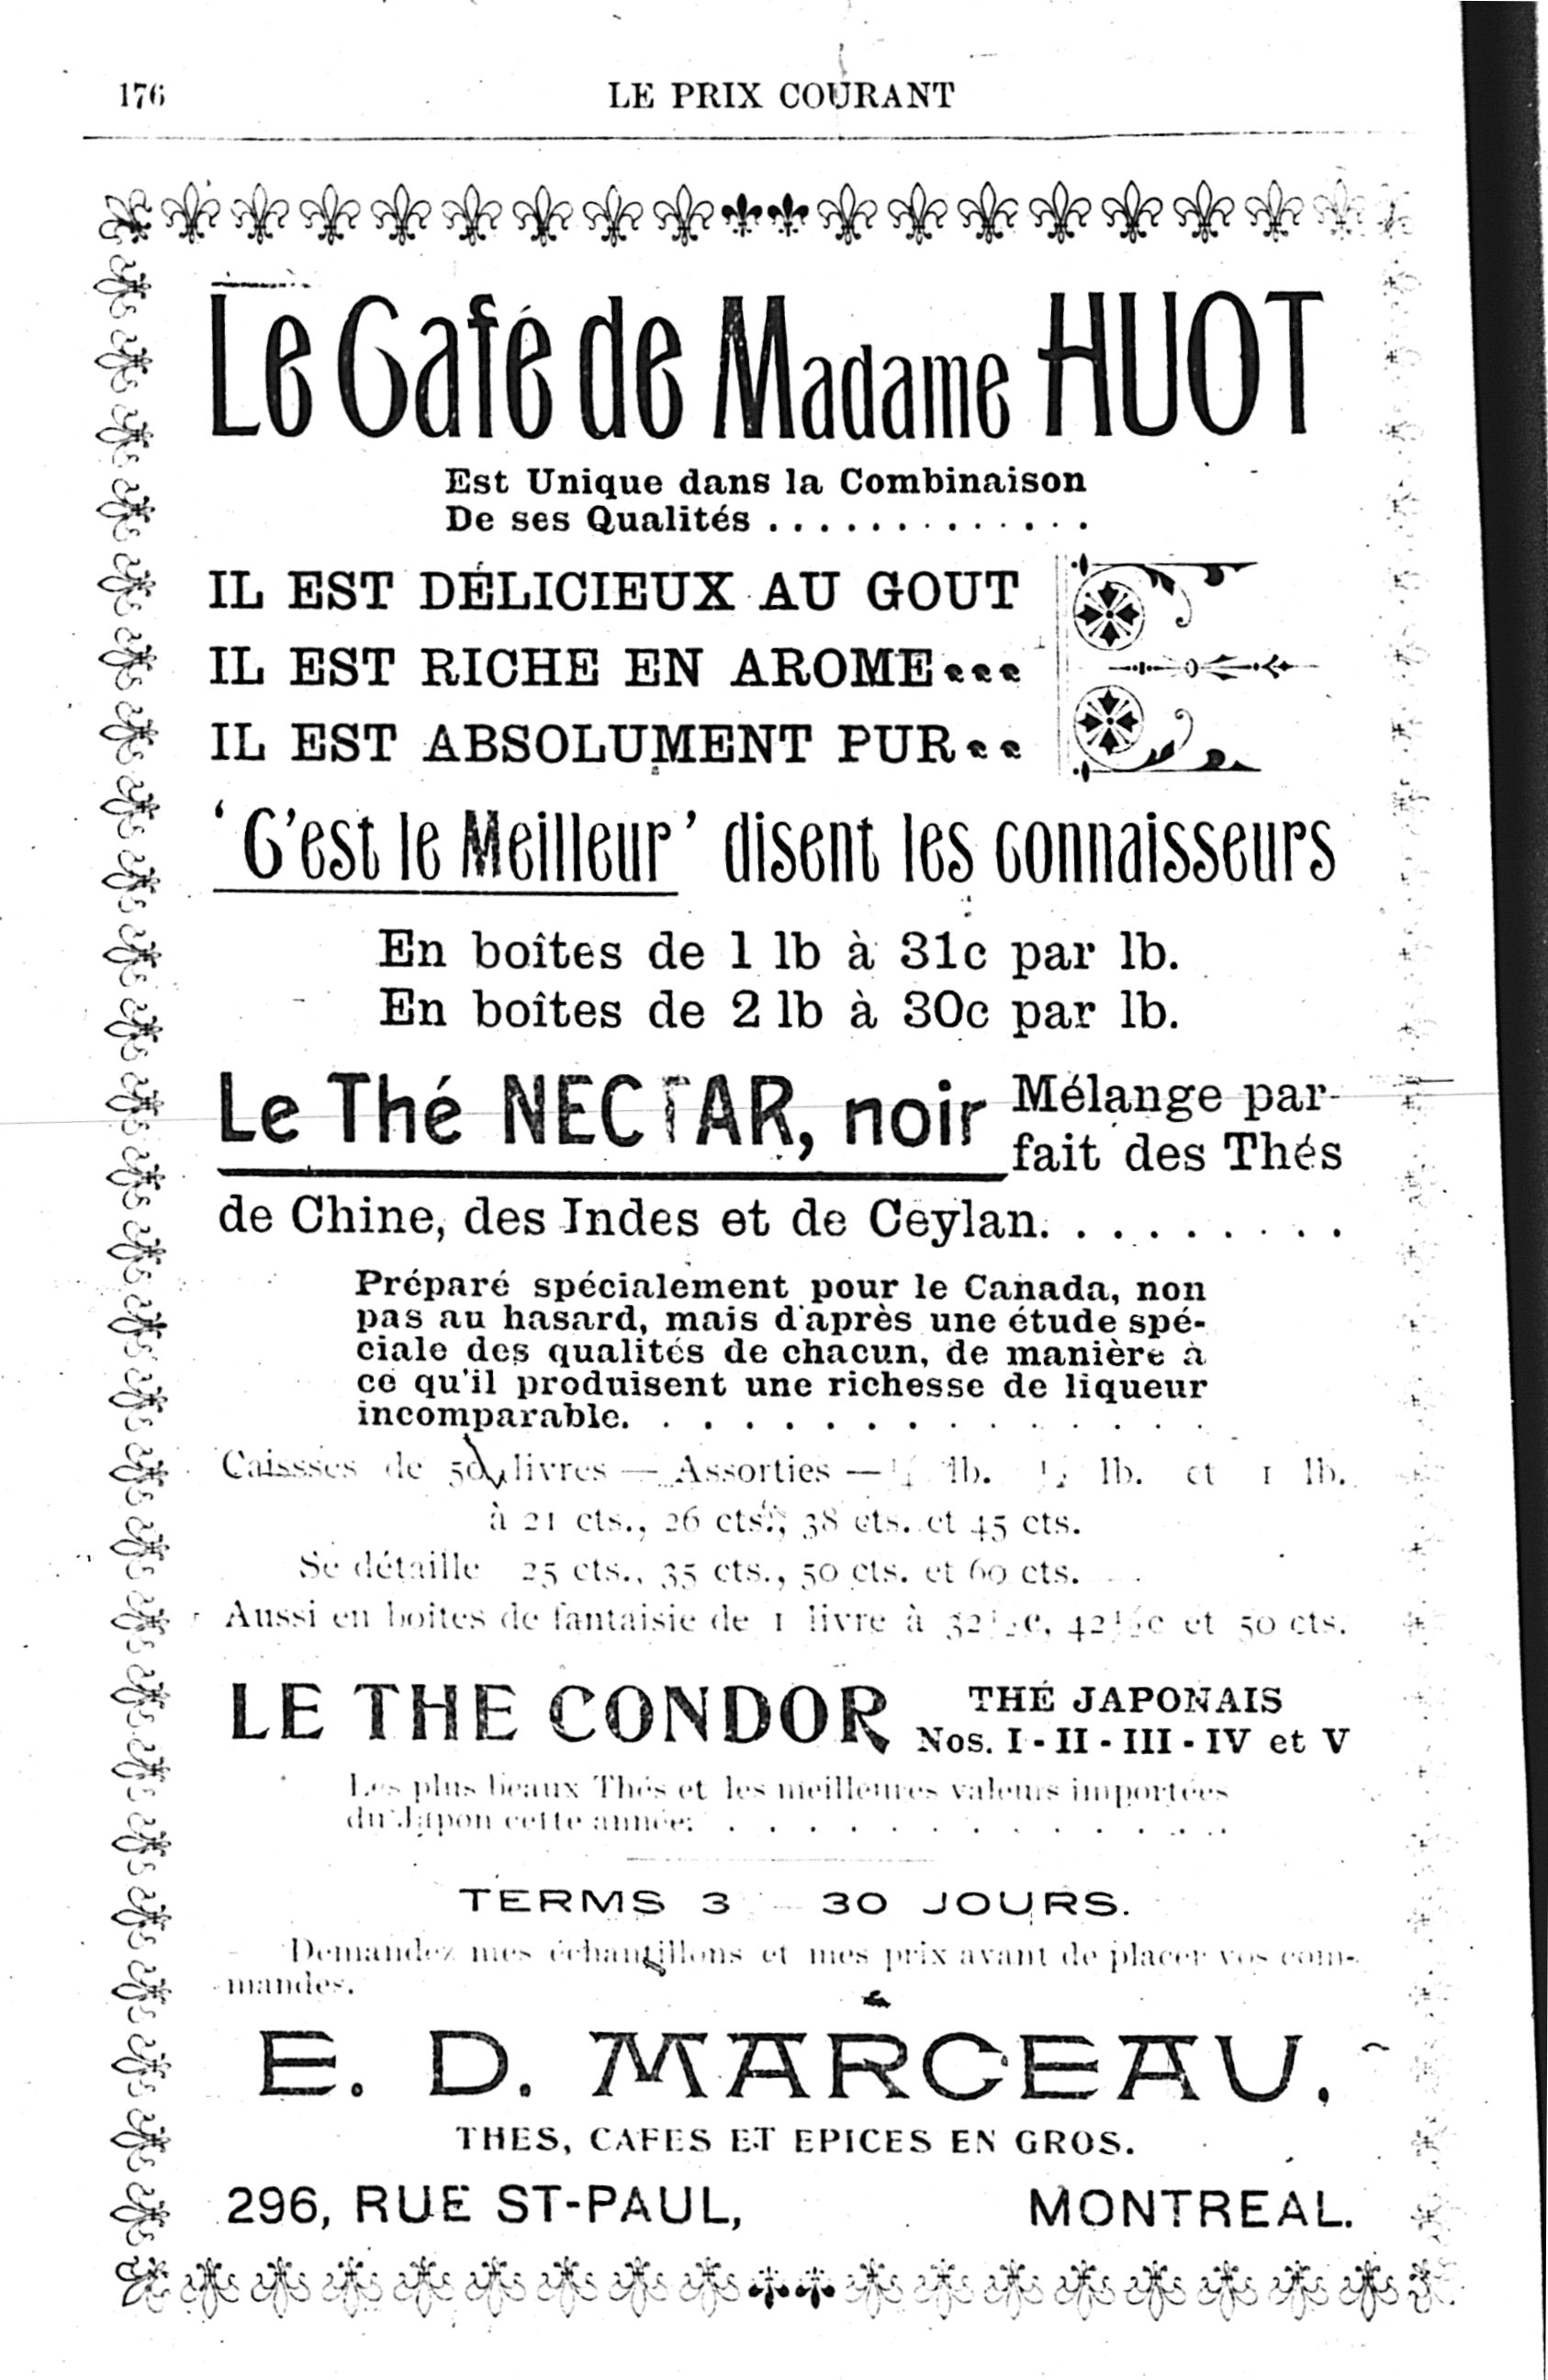 176
LE PRIX COURANT
Le Café de Madame HUOT
Est Unique dans la Combinaison
De ses Qualités . . . . . . . . . . . . .
IL EST DÉLICIEUX AU GOUT
IL EST RICHE EN AROME
IL EST ABSOLUMENT PUR
'C'est le Meilleur' disent les connaisseurs
En boîtes de 1 lb à 31c par lb.
En boîtes de 2 lb à 30c par lb.
Le Thé NECTAR, noir
Mélange par-
fait des Thés
de Chine, des Indes et de Ceylan. . . . . . . . .
Préparé spécialement pour le Canada, non
pas au hasard, mais d'après une étude spé-
ciale des qualités de chacun, de manière à
ce qu'il produisent une richesse de liqueur
incomparable. . . . . . . . . . . . . . . .
Caissses de 50 livres — Assorties — ¼ lb. ½ lb. et 1 lb.
à 21 cts., 26 cts., 38 cts. et 45 cts.
Se détaille 25 cts., 35 cts., 50 cts. et 60 cts.
Aussi en boites de fantaisie de 1 livre à 32½c, 42½c et 50 cts.
LE THE CONDOR
THÉ JAPONAIS
Nos. I - II - III - IV et V
Les plus beaux Thés et les meilleures valeurs importées
du Japon cette année. . . . . . . . . . . . . . .
TERMS 3 30 JOURS.
Demandez mes échantillons et mes prix avant de placer vos com-
mandes.
E. D. MARCEAU,
THES, CAFES ET EPICES EN GROS.
296, RUE ST-PAUL,
MONTREAL.